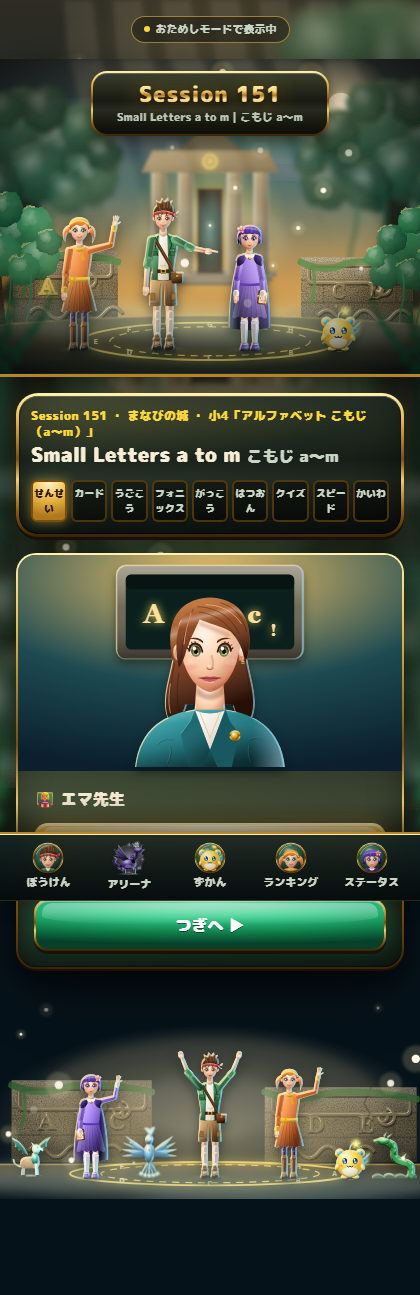 おためしモードで表示中
Session 151
Small Letters a to m | こもじ a〜m
Session 151 ・ まなびの城 ・ 小4「アルファベット こもじ
（a〜m）」
Small Letters a to m こもじ a〜m
せんせ
い
カード
うごこ
う
フォニ
ックス
がっこ
う
はつお
ん
クイズ
スピー
ド
かいわ
A c !
エマ先生
ぼうけん
アリーナ
ずかん
ランキング
ステータス
つぎへ ▶
A D E